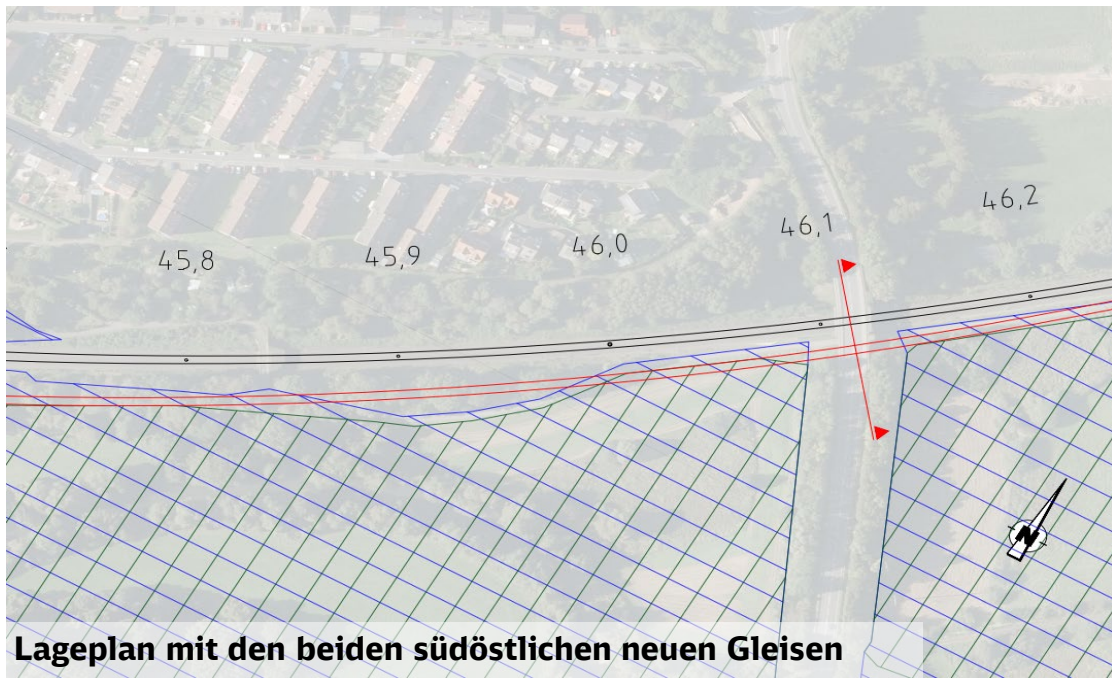 46,2
46,1
46,0
45,9
45,8
N
Lageplan mit den beiden südöstlichen neuen Gleisen